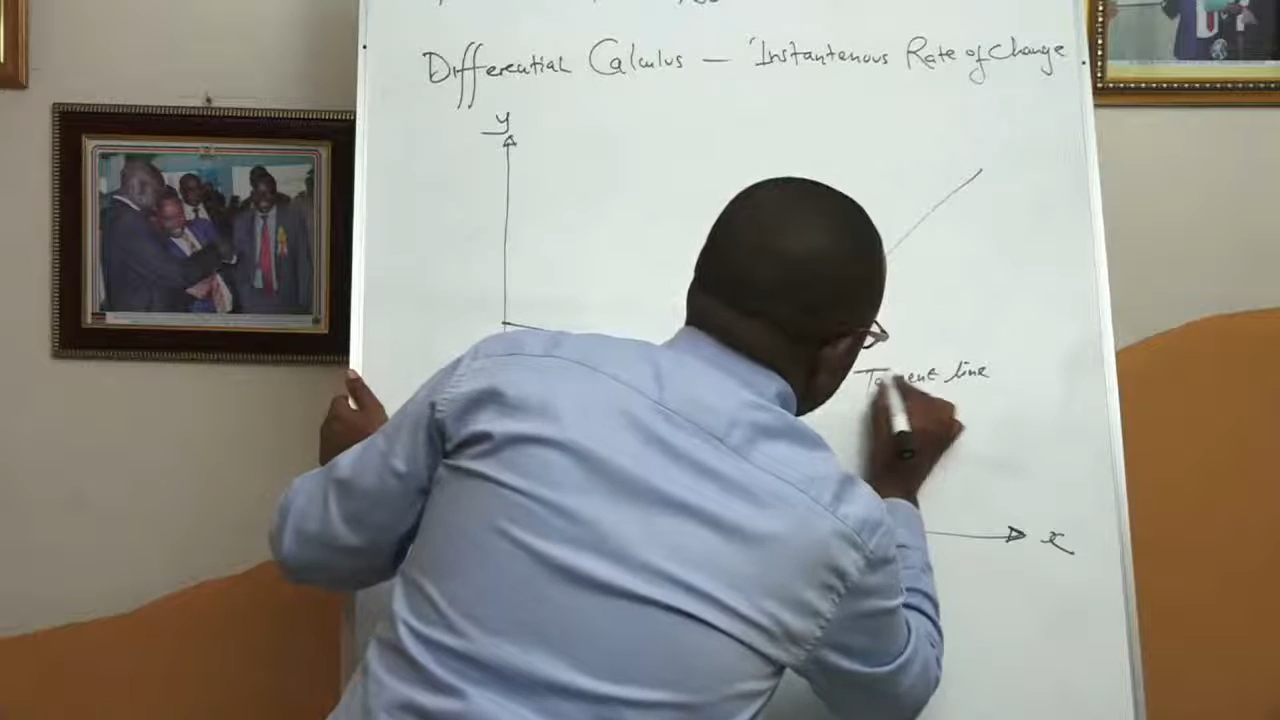 Differential Calculus — 'Instantenous Rate of Change
y
Tangent line
x